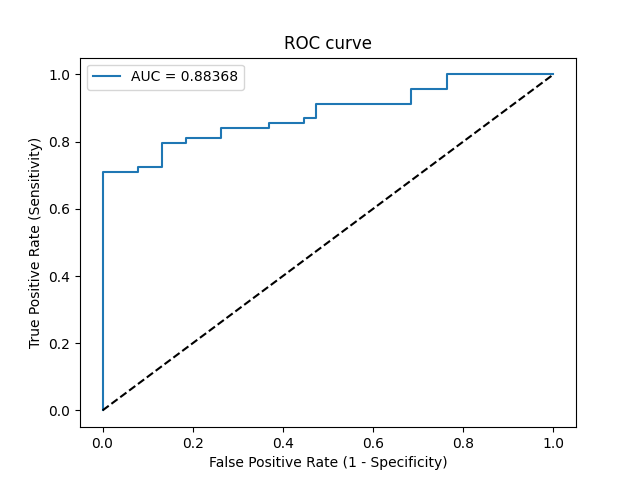 ROC curve
AUC = 0.88368
1.0
0.8
0.6
0.4
0.2
0.0
True Positive Rate (Sensitivity)
0.0 0.2 0.4 0.6 0.8 1.0
False Positive Rate (1 - Specificity)